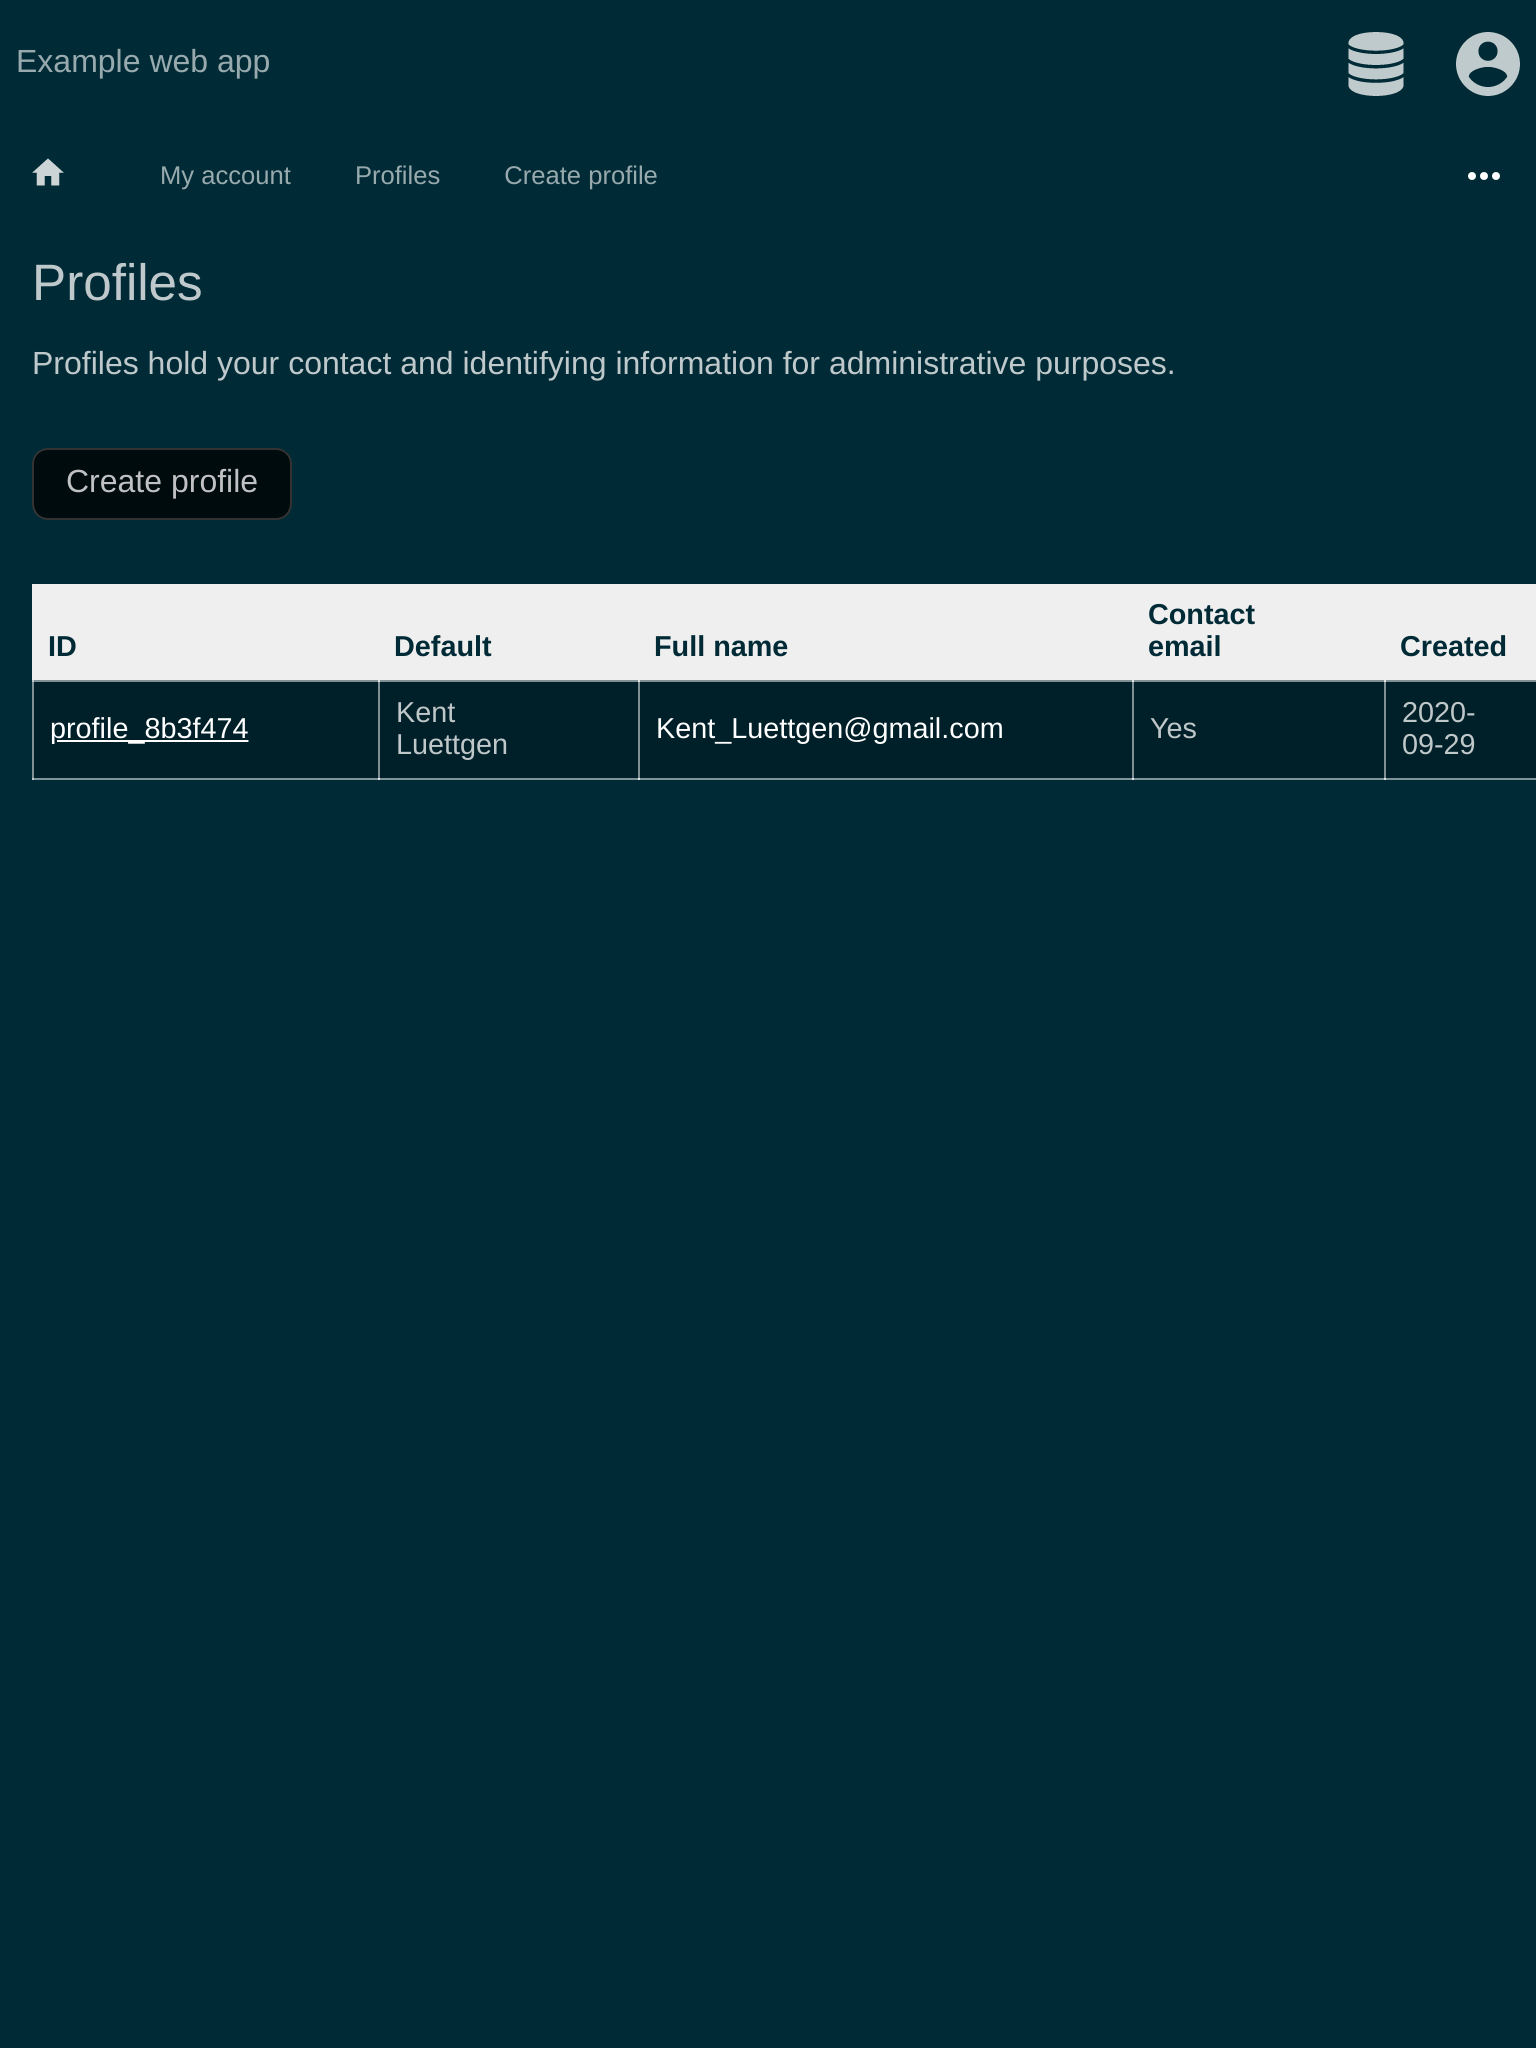 Example web app
My account Profiles Create profile
Profiles
Profiles hold your contact and identifying information for administrative purposes.
Create profile
ID Default Full name Contact email Created
profile_8b3f474 Kent Luettgen Kent_Luettgen@gmail.com Yes 2020-09-29